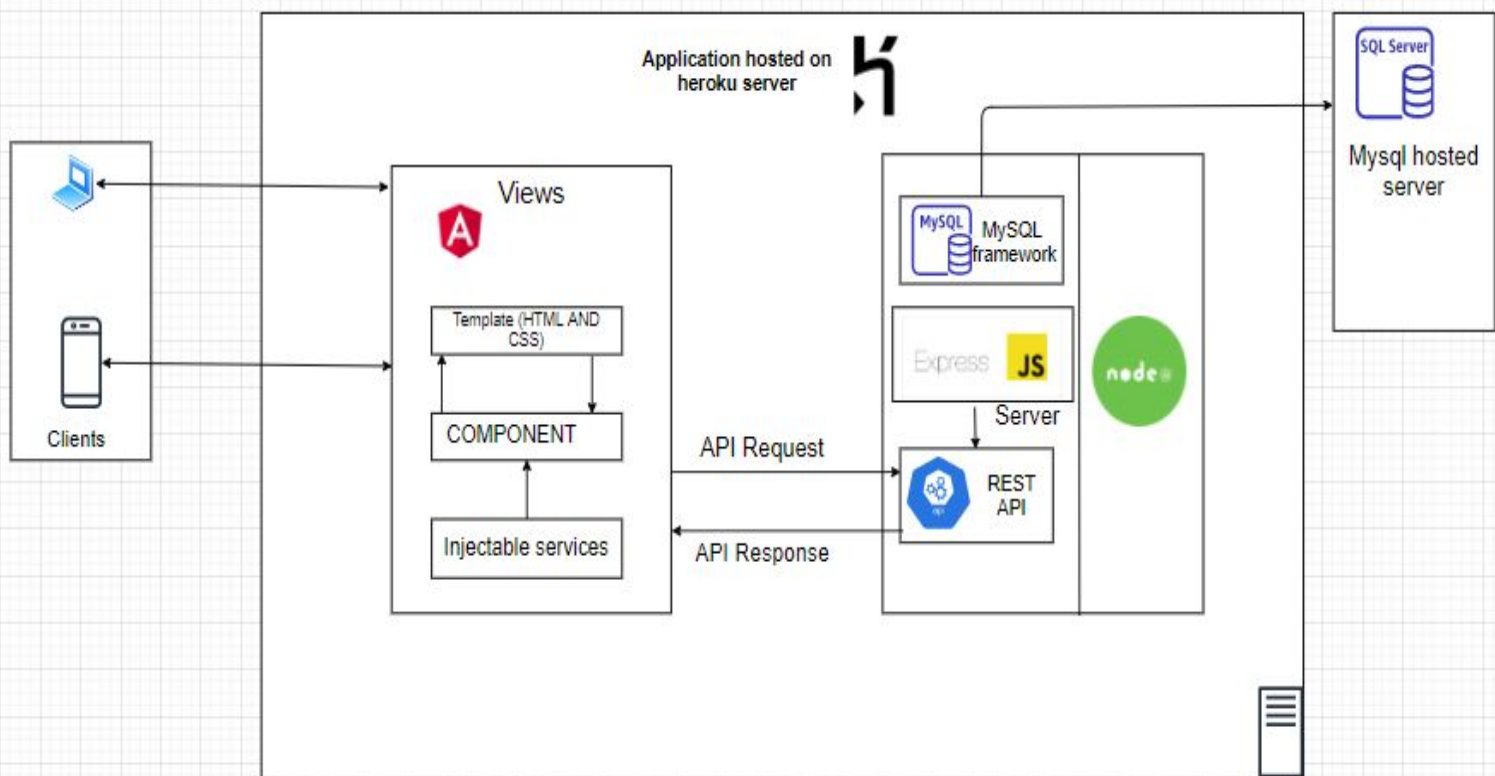 Application hosted on
heroku server
SQL Server
Mysql hosted
server
Views
A
Template (HTML AND
CSS)
COMPONENT
Injectable services
Clients
API Request
API Response
MySQL
MySQL
framework
Express
JS
Server
node
REST
API
api